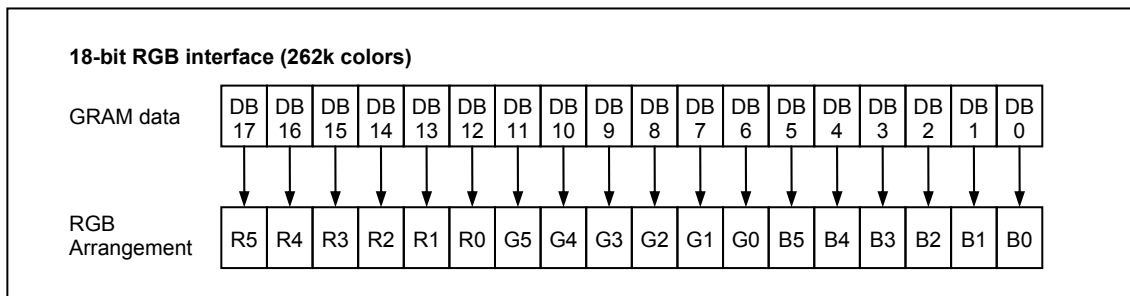 18-bit RGB interface (262k colors)
GRAM data
DB 17 DB 16 DB 15 DB 14 DB 13 DB 12 DB 11 DB 10 DB 9 DB 8 DB 7 DB 6 DB 5 DB 4 DB 3 DB 2 DB 1 DB 0
RGB
Arrangement
R5 R4 R3 R2 R1 R0 G5 G4 G3 G2 G1 G0 B5 B4 B3 B2 B1 B0